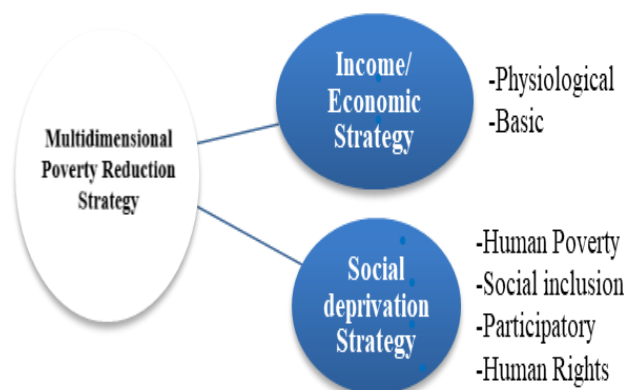 Multidimensional
Poverty Reduction
Strategy
Income/
Economic
Strategy
-Physiological
-Basic
Social
deprivation
Strategy
-Human Poverty
-Social inclusion
-Participatory
-Human Rights